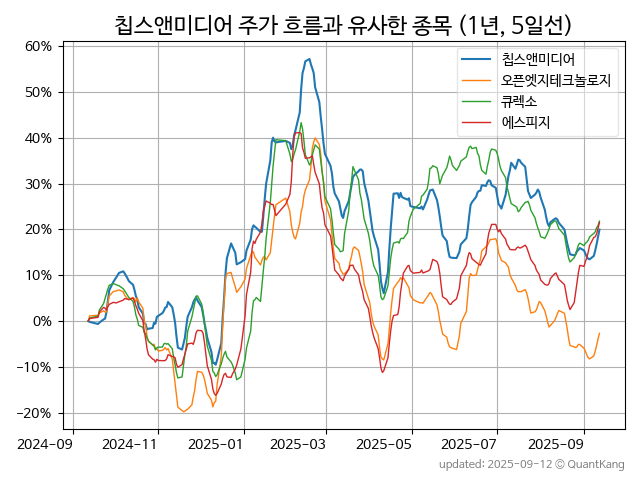 칩스앤미디어 주가 흐름과 유사한 종목 (1년, 5일선)
60%
50%
40%
30%
20%
10%
0%
−10%
−20%
칩스앤미디어
오픈엣지테크놀로지
큐렉소
에스피지
2024-09
2024-11
2025-01
2025-03
2025-05
2025-07
2025-09
updated: 2025-09-12 ⓒ QuantKang